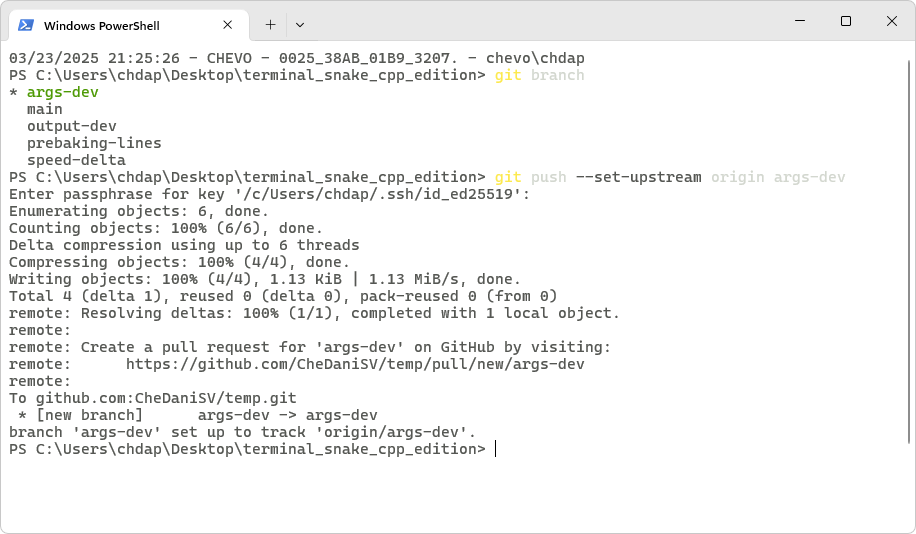 Windows PowerShell
03/23/2025 21:25:26 - CHEVO - 0025_38AB_01B9_3207. - chevo\chdap
PS C:\Users\chdap\Desktop\terminal_snake_cpp_edition> git branch
* args-dev
  main
  output-dev
  prebaking-lines
  speed-delta
PS C:\Users\chdap\Desktop\terminal_snake_cpp_edition> git push --set-upstream origin args-dev
Enter passphrase for key '/c/Users/chdap/.ssh/id_ed25519':
Enumerating objects: 6, done.
Counting objects: 100% (6/6), done.
Delta compression using up to 6 threads
Compressing objects: 100% (4/4), done.
Writing objects: 100% (4/4), 1.13 KiB | 1.13 MiB/s, done.
Total 4 (delta 1), reused 0 (delta 0), pack-reused 0 (from 0)
remote: Resolving deltas: 100% (1/1), completed with 1 local object.
remote:
remote: Create a pull request for 'args-dev' on GitHub by visiting:
remote:      https://github.com/CheDaniSV/temp/pull/new/args-dev
remote:
To github.com:CheDaniSV/temp.git
 * [new branch]      args-dev -> args-dev
branch 'args-dev' set up to track 'origin/args-dev'.
PS C:\Users\chdap\Desktop\terminal_snake_cpp_edition>